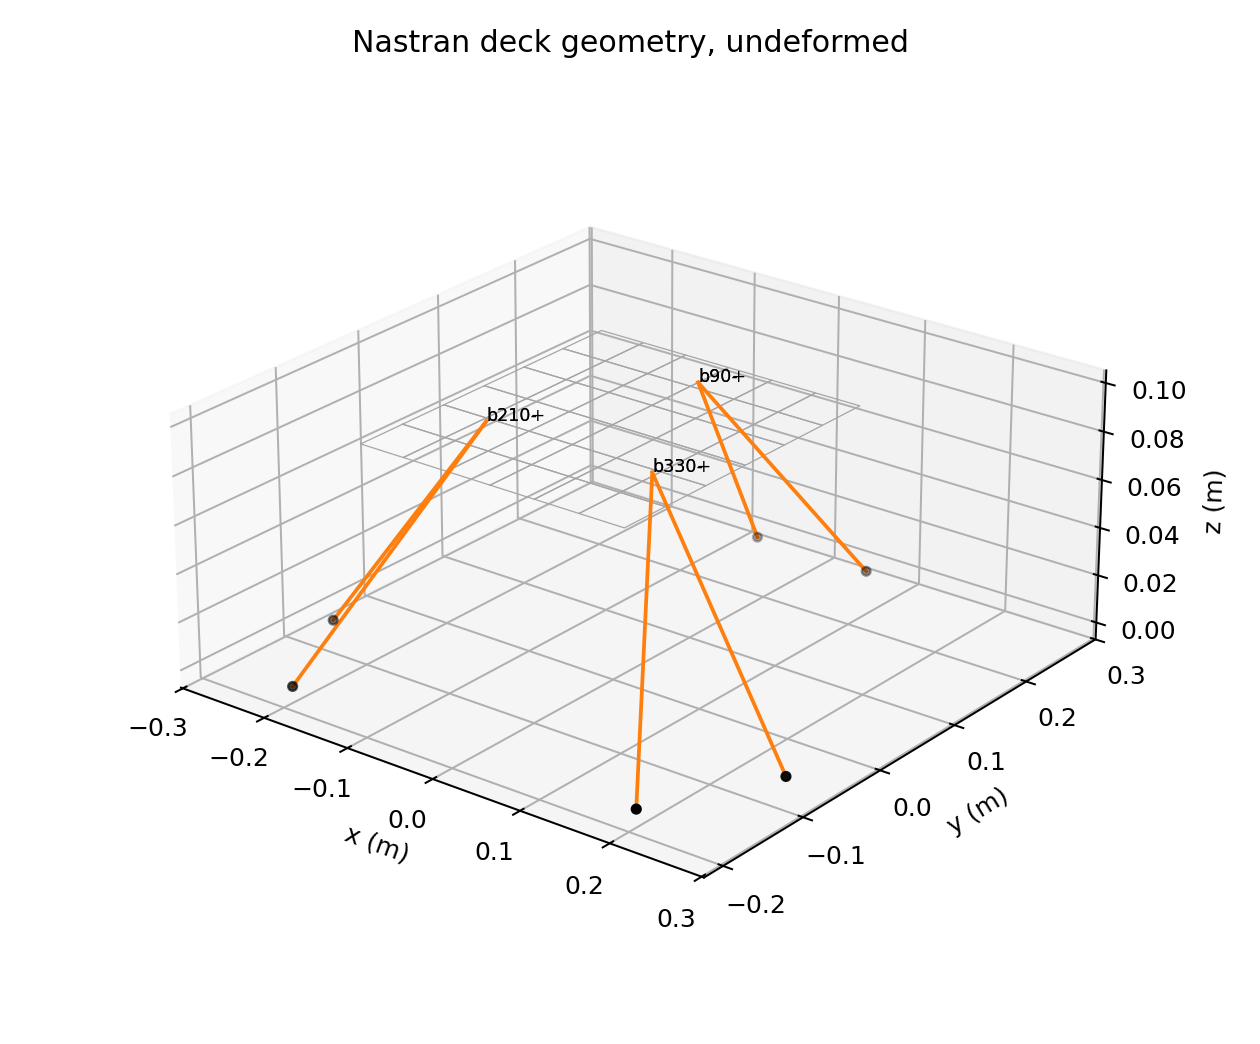 Nastran deck geometry, undeformed
b90+
b210+
b330+
0.10
0.08
0.06
0.04
0.02
0.00
z (m)
0.3
0.2
0.1
0.0
−0.1
−0.2
y (m)
−0.3
−0.2
−0.1
0.0
0.1
0.2
0.3
x (m)